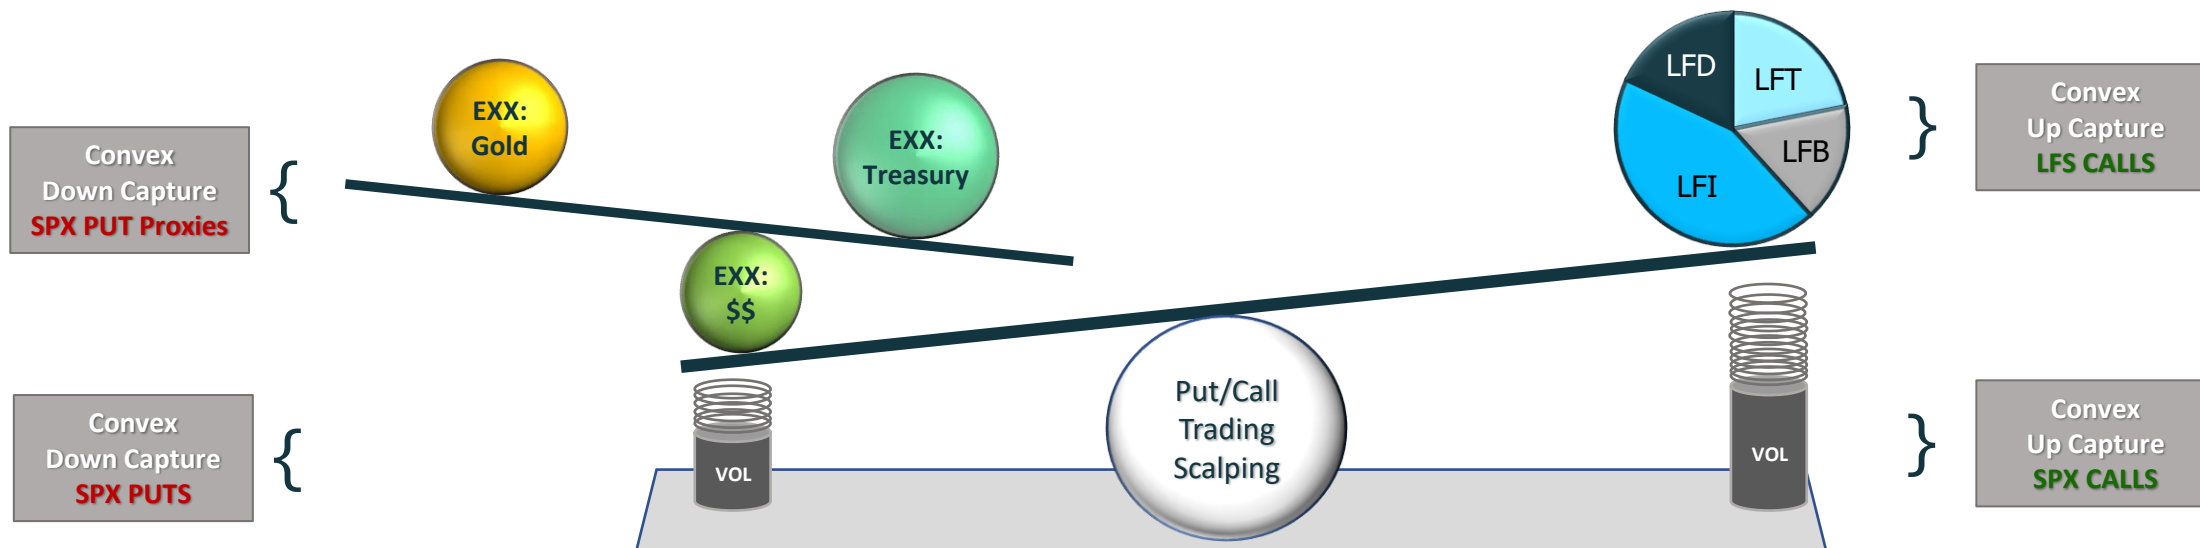 Convex
Down Capture
SPX PUT Proxies
{
EXX:
Gold
EXX:
Treasury
EXX:
$$
LFD
LFT
LFB
LFI
}
Convex
Up Capture
LFS CALLS
Convex
Down Capture
SPX PUTS
{
VOL
Put/Call
Trading
Scalping
VOL
}
Convex
Up Capture
SPX CALLS